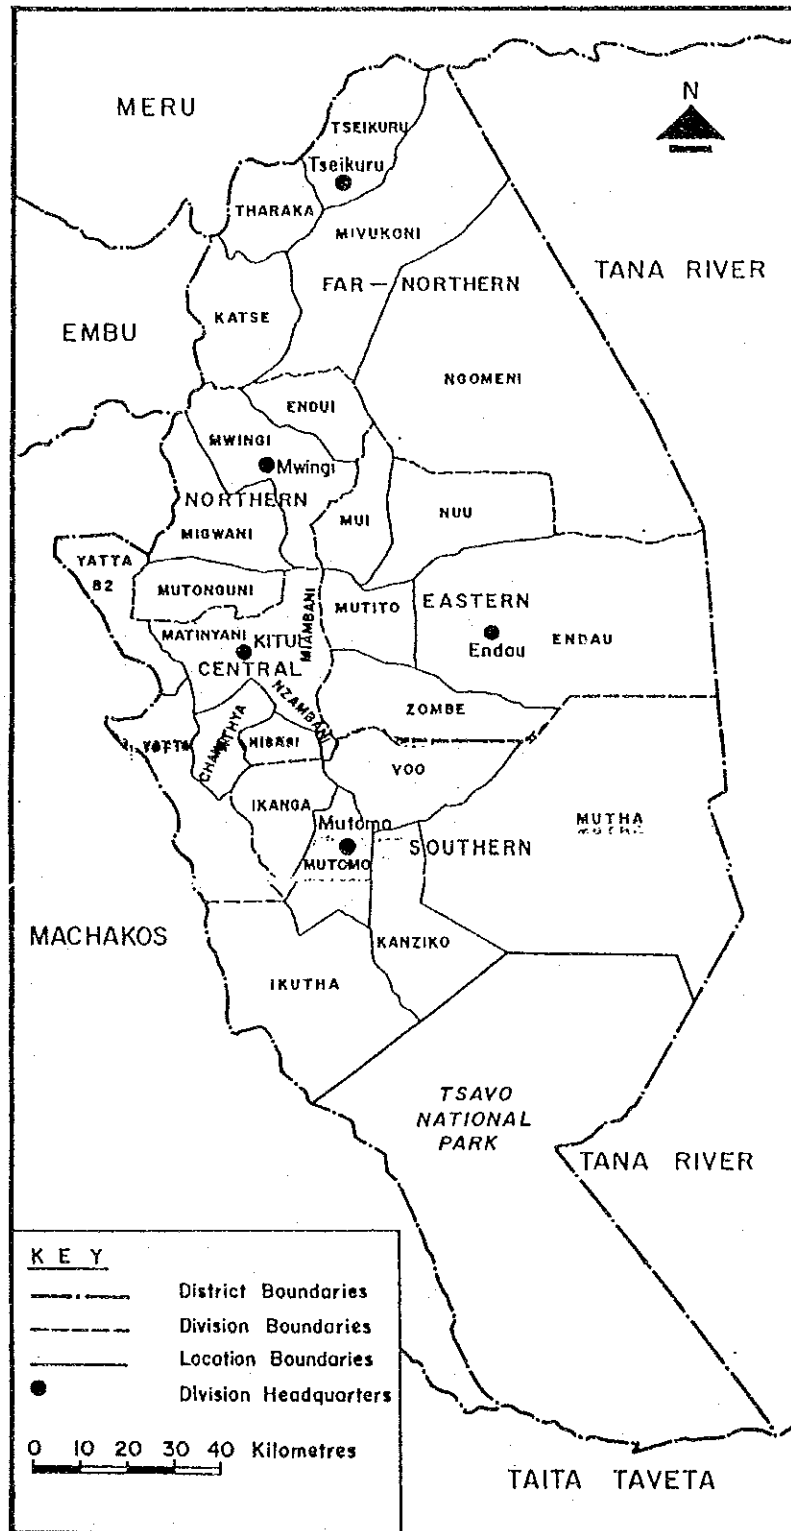 MERU
N
TSEIKURU
Tseikuru
THARAKA
MIVUKONI
TANA RIVER
FAR - NORTHERN
KATSE
EMBU
NGOMENI
ENDUI
MWINGI
Mwingi
NORTHERN
MUI
NUU
MIGWANI
YATTA
B2
MUTONGUNI
MIAMBANI
MUTITO
EASTERN
Endau
ENDAU
MATINYANI
KITUI
CENTRAL
NZAMBANI
ZOMBE
YATTA
VOO
IKANGA
MUTHA
Mutomo
SOUTHERN
MUTOMO
MACHAKOS
KANZIKO
IKUTHA
TSAVO
NATIONAL
PARK
TANA RIVER
KEY
District Boundaries
Division Boundaries
Location Boundaries
Division Headquarters
0 10 20 30 40 Kilometres
TAITA TAVETA